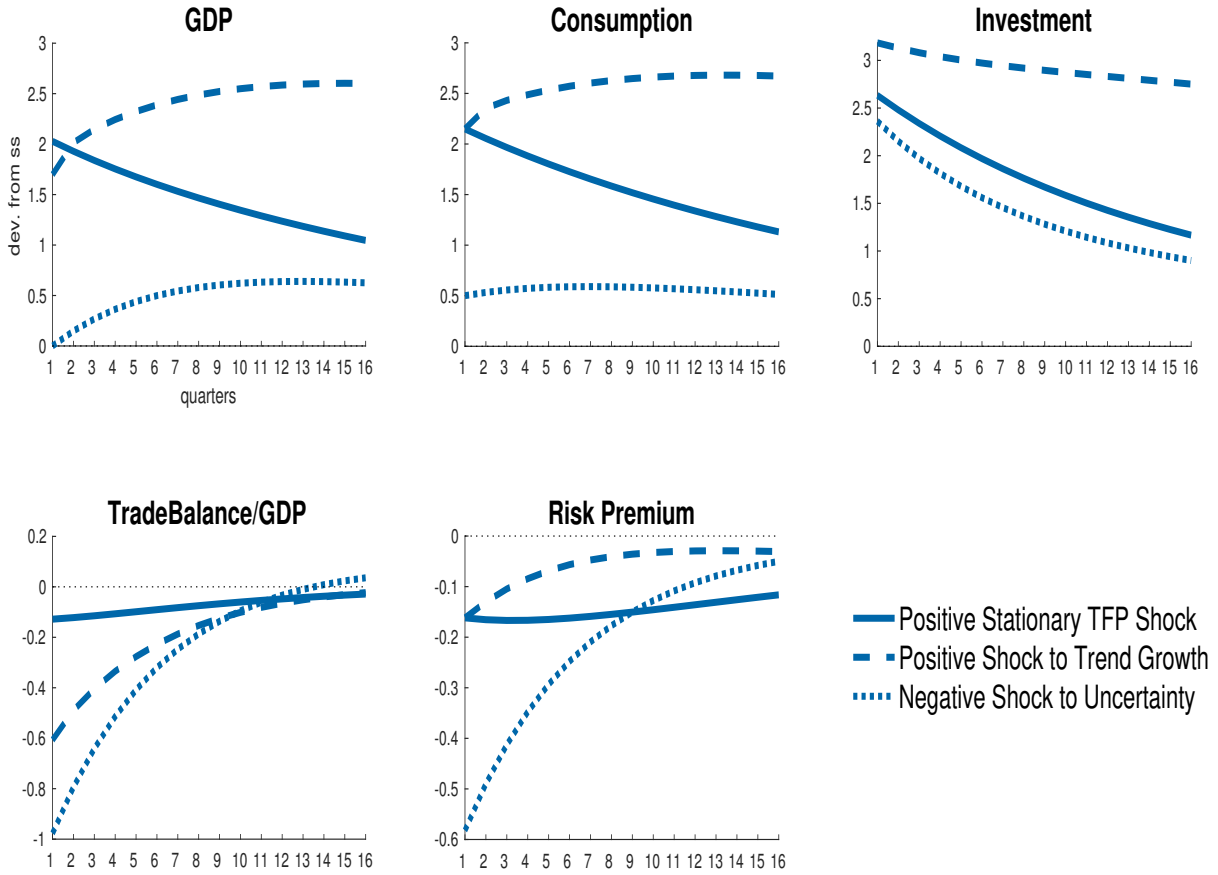 GDP
3
2.5
2
1.5
1
0.5
0
dev. from ss
1 2 3 4 5 6 7 8 9 10 11 12 13 14 15 16
quarters
Consumption
3
2.5
2
1.5
1
0.5
0
1 2 3 4 5 6 7 8 9 10 11 12 13 14 15 16
Investment
3
2.5
2
1.5
1
0.5
0
1 2 3 4 5 6 7 8 9 10 11 12 13 14 15 16
TradeBalance/GDP
0.2
0
-0.2
-0.4
-0.6
-0.8
-1
1 2 3 4 5 6 7 8 9 10 11 12 13 14 15 16
Risk Premium
0
-0.1
-0.2
-0.3
-0.4
-0.5
-0.6
1 2 3 4 5 6 7 8 9 10 11 12 13 14 15 16
Positive Stationary TFP Shock
Positive Shock to Trend Growth
Negative Shock to Uncertainty